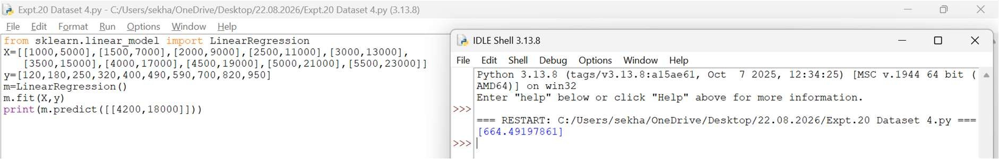 Expt.20 Dataset 4.py - C:/Users/sekha/OneDrive/Desktop/22.08.2026/Expt.20 Dataset 4.py (3.13.8)
File Edit Format Run Options Window Help
from sklearn.linear_model import LinearRegression
X=[[1000,5000],[1500,7000],[2000,9000],[2500,11000],[3000,13000],
[3500,15000],[4000,17000],[4500,19000],[5000,21000],[5500,23000]]
y=[120,180,250,320,400,490,590,700,820,950]
m=LinearRegression()
m.fit(X,y)
print(m.predict([[4200,18000]]))
IDLE Shell 3.13.8
File Edit Shell Debug Options Window Help
Python 3.13.8 (tags/v3.13.8:a15ae61, Oct  7 2025, 12:34:25) [MSC v.1944 64 bit (
AMD64)] on win32
Enter "help" below or click "Help" above for more information.
>>>
=== RESTART: C:/Users/sekha/OneDrive/Desktop/22.08.2026/Expt.20 Dataset 4.py ===
[664.49197861]
>>>